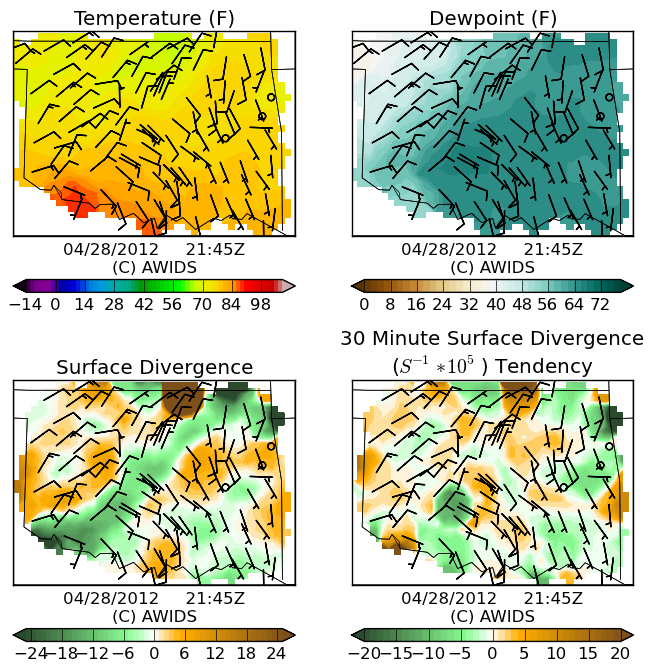 Temperature (F)
Dewpoint (F)
04/28/2012 21:45Z
(C) AWIDS
04/28/2012 21:45Z
(C) AWIDS
−14 0 14 28 42 56 70 84 98
0 8 16 24 32 40 48 56 64 72
Surface Divergence
30 Minute Surface Divergence
(S⁻¹ ∗10⁵ ) Tendency
04/28/2012 21:45Z
(C) AWIDS
04/28/2012 21:45Z
(C) AWIDS
−24 −18 −12 −6 0 6 12 18 24
−20 −15 −10 −5 0 5 10 15 20